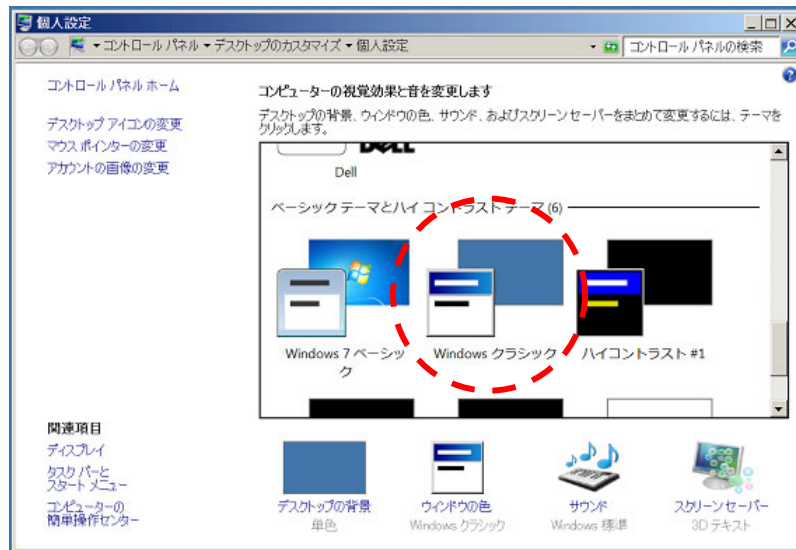 個人設定
コントロール パネル ▼ デスクトップのカスタマイズ ▼ 個人設定
コントロール パネルの検索
コントロール パネル ホーム
デスクトップ アイコンの変更
マウス ポインターの変更
アカウントの画像の変更
コンピューターの視覚効果と音を変更します
デスクトップの背景、ウィンドウの色、サウンド、およびスクリーン セーバーをまとめて変更するには、テーマを
クリックします。
DELL
Dell
ベーシック テーマとハイ コントラスト テーマ (6)
Windows 7 ベーシッ
ク
Windows クラシック
ハイコントラスト #1
関連項目
ディスプレイ
タスク バーと
スタート メニュー
コンピューターの
簡単操作センター
デスクトップの背景
単色
ウィンドウの色
Windows クラシック
サウンド
Windows 標準
スクリーン セーバー
3D テキスト